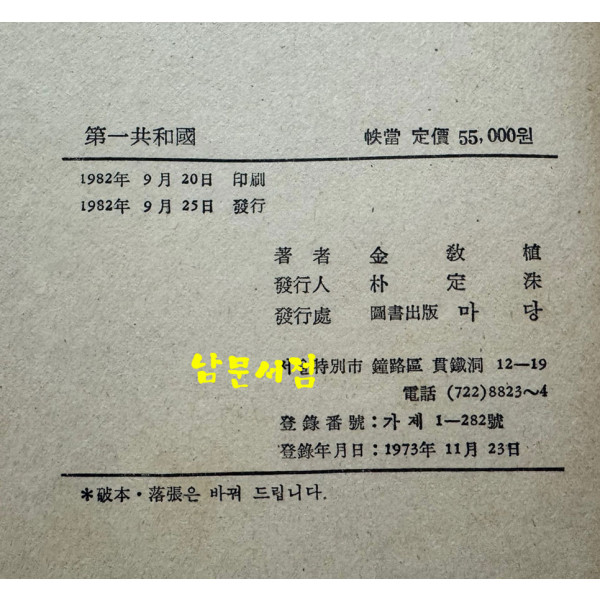 第一共和國 帙當 定價 55,000원
1982年 9月 20日 印刷
1982年 9月 25日 發行
著者 金敎植
發行人 朴定洙
發行處 圖書出版 마당
남문서점
서울特別市 鐘路區 貫鐵洞 12—19
電話 (722)8823~4
登錄番號 : 가제 1—282號
登錄年月日 : 1973年 11月 23日
*破本·落張은 바꿔 드립니다.